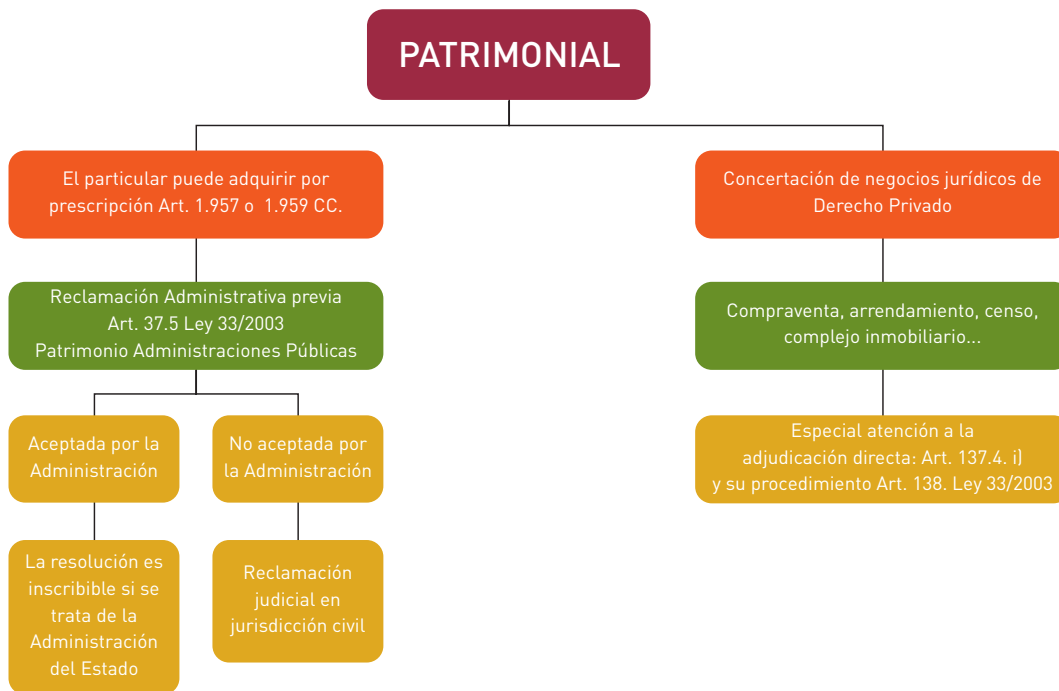 PATRIMONIAL
El particular puede adquirir por
prescripción Art. 1.957 o 1.959 CC.
Reclamación Administrativa previa
Art. 37.5 Ley 33/2003
Patrimonio Administraciones Públicas
Aceptada por la
Administración
La resolución es
inscribible si se
trata de la
Administración
del Estado
No aceptada por
la Administración
Reclamación
judicial en
jurisdicción civil
Concertación de negocios jurídicos de
Derecho Privado
Compraventa, arrendamiento, censo,
complejo inmobiliario...
Especial atención a la
adjudicación directa: Art. 137.4. i)
y su procedimiento Art. 138. Ley 33/2003